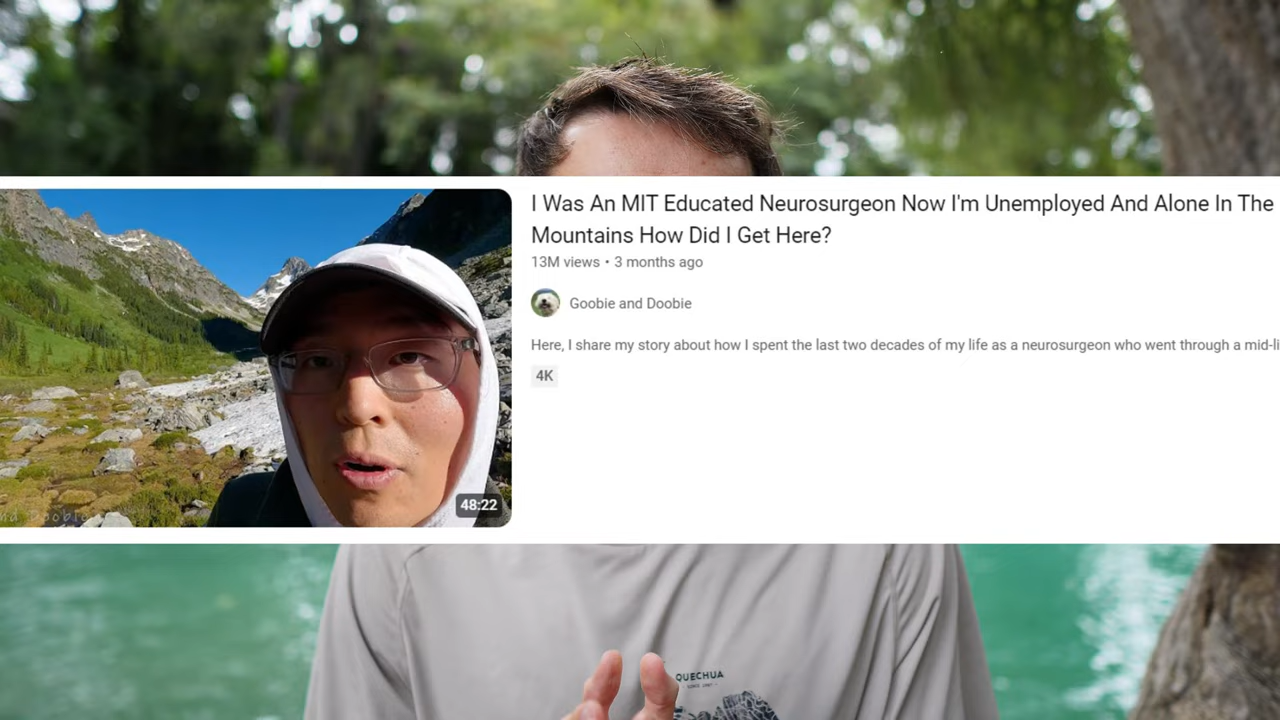 I Was An MIT Educated Neurosurgeon Now I'm Unemployed And Alone In The
Mountains How Did I Get Here?
13M views • 3 months ago
Goobie and Doobie
Here, I share my story about how I spent the last two decades of my life as a neurosurgeon who went through a mid-li
4K
48:22
QUECHUA